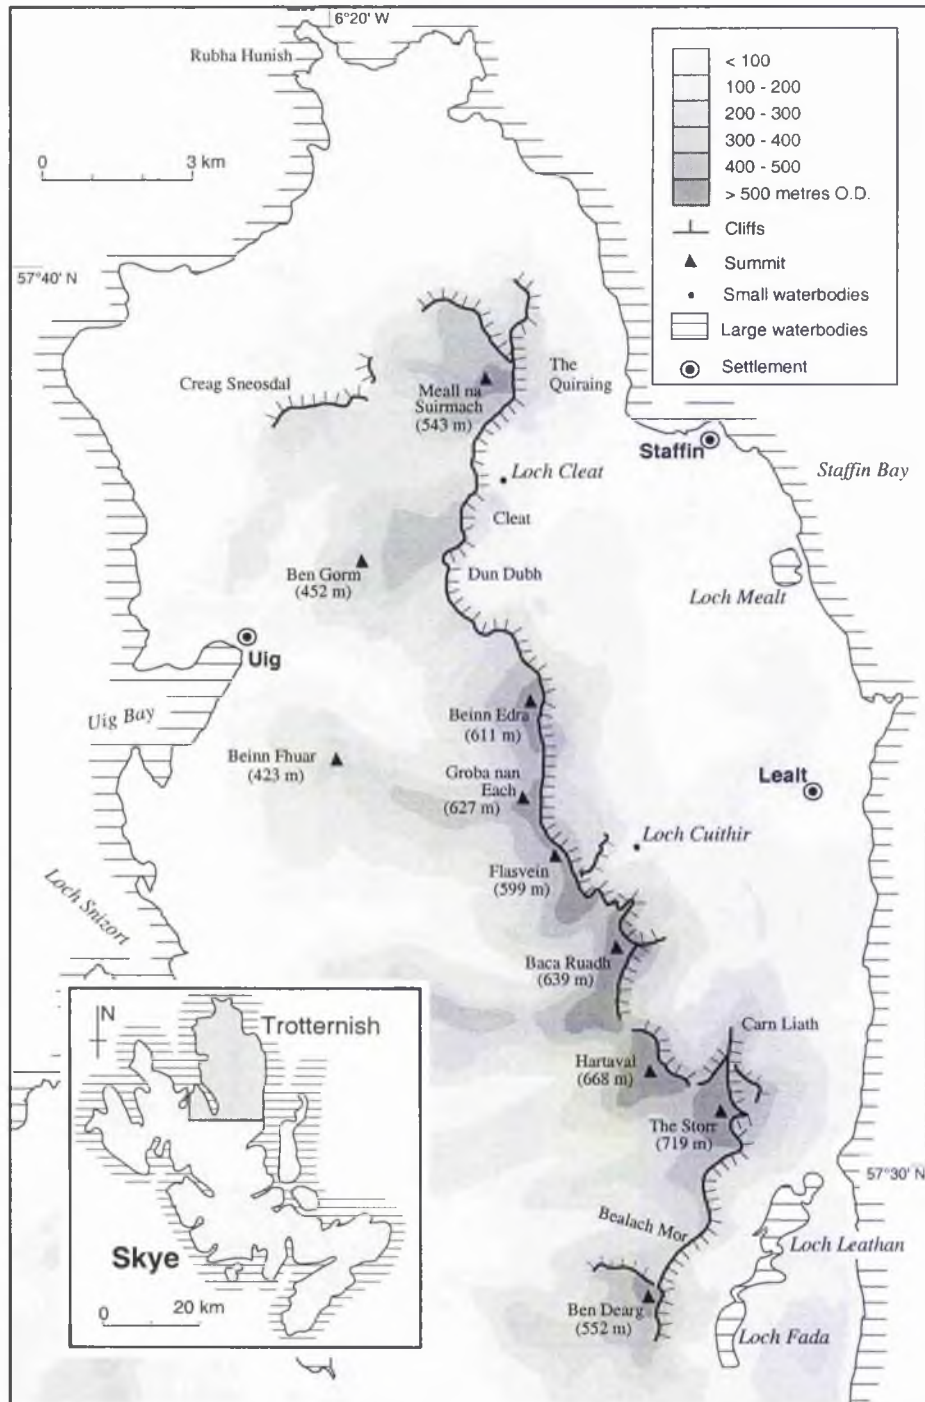 6°20' W
Rubha Hunish
0 3 km
57°40' N
< 100
100 - 200
200 - 300
300 - 400
400 - 500
> 500 metres O.D.
Cliffs
Summit
Small waterbodies
Large waterbodies
Settlement
Creag Sneosdal
Meall na
Suirmach
(543 m)
The
Quiraing
Staffin
Staffin Bay
Loch Cleat
Cleat
Ben Gorm
(452 m)
Dun Dubh
Loch Mealt
Uig
Uig Bay
Beinn Edra
(611 m)
Beinn Fhuar
(423 m)
Groba nan
Each
(627 m)
Lealt
Loch Cuithir
Flasvein
(599 m)
Loch Snizort
Baca Ruadh
(639 m)
Carn Liath
Hartaval
(668 m)
The Storr
(719 m)
57°30' N
Bealach Mor
Loch Leathan
Ben Dearg
(552 m)
Loch Fada
N
Trotternish
Skye
0 20 km